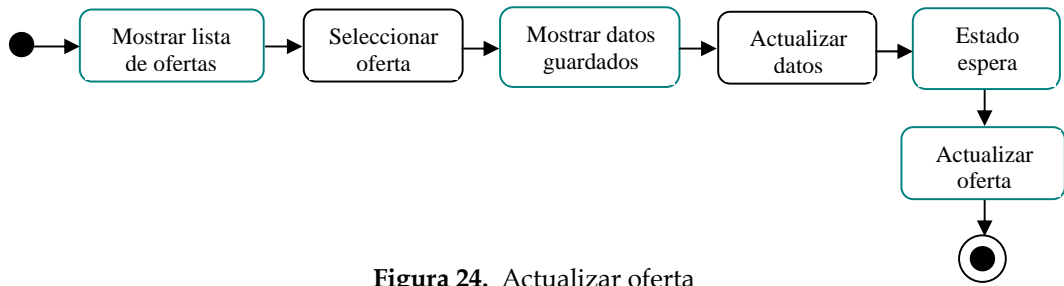 Mostrar lista
de ofertas
Seleccionar
oferta
Mostrar datos
guardados
Actualizar
datos
Estado
espera
Actualizar
oferta
Figura 24. Actualizar oferta